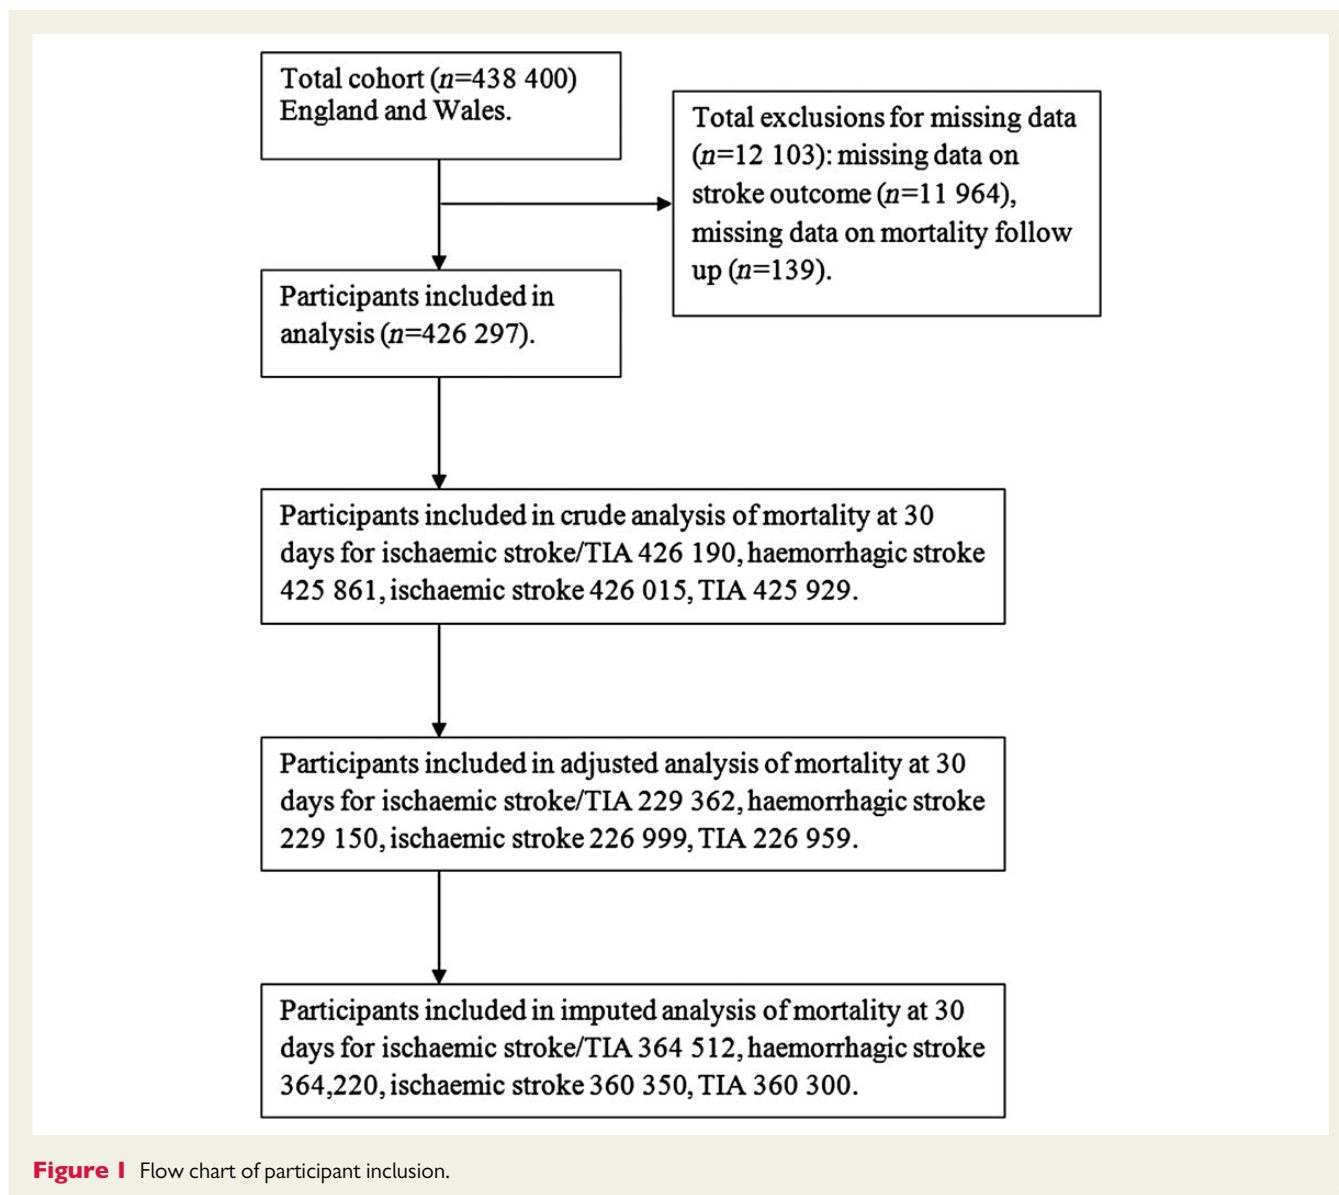 Total cohort (n=438 400)
England and Wales.
Total exclusions for missing data
(n=12 103): missing data on
stroke outcome (n=11 964),
missing data on mortality follow
up (n=139).
Participants included in
analysis (n=426 297).
Participants included in crude analysis of mortality at 30
days for ischaemic stroke/TIA 426 190, haemorrhagic stroke
425 861, ischaemic stroke 426 015, TIA 425 929.
Participants included in adjusted analysis of mortality at 30
days for ischaemic stroke/TIA 229 362, haemorrhagic stroke
229 150, ischaemic stroke 226 999, TIA 226 959.
Participants included in imputed analysis of mortality at 30
days for ischaemic stroke/TIA 364 512, haemorrhagic stroke
364,220, ischaemic stroke 360 350, TIA 360 300.
Figure 1 Flow chart of participant inclusion.